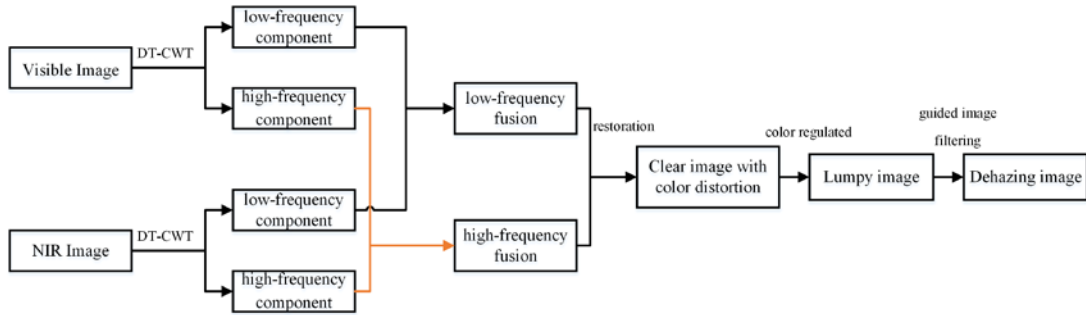 low-frequency
component
DT-CWT
Visible Image
high-frequency
component
low-frequency
fusion
restoration
Clear image with
color distortion
color regulated
Lumpy image
guided image
filtering
Dehazing image
low-frequency
component
DT-CWT
NIR Image
high-frequency
component
high-frequency
fusion